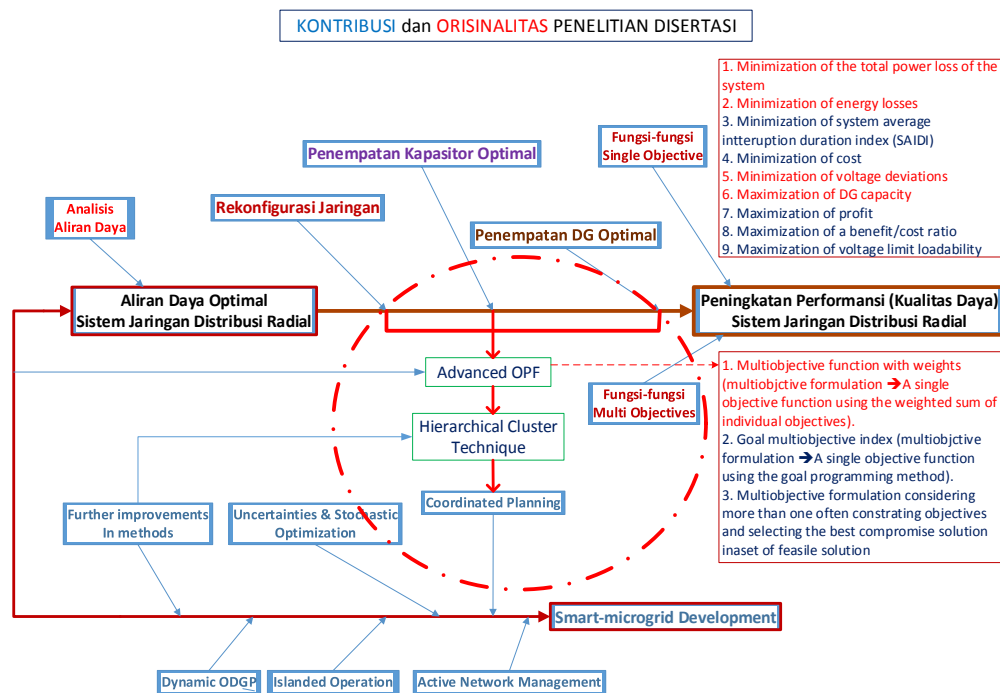 KONTRIBUSI dan ORISINALITAS PENELITIAN DISERTASI
1. Minimization of the total power loss of the
system
2. Minimization of energy losses
3. Minimization of system average
intteruption duration index (SAIDI)
4. Minimization of cost
5. Minimization of voltage deviations
6. Maximization of DG capacity
7. Maximization of profit
8. Maximization of a benefit/cost ratio
9. Maximization of voltage limit loadability
Fungsi-fungsi
Single Objective
Penempatan Kapasitor Optimal
Analisis
Aliran Daya
Rekonfigurasi Jaringan
Penempatan DG Optimal
Aliran Daya Optimal
Sistem Jaringan Distribusi Radial
Peningkatan Performansi (Kualitas Daya)
Sistem Jaringan Distribusi Radial
Advanced OPF
Fungsi-fungsi
Multi Objectives
1. Multiobjective function with weights
(multiobjctive formulation ➔A single
objective function using the weighted sum of
individual objectives).
2. Goal multiobjective index (multiobjctive
formulation ➔A single objective function
using the goal programming method).
3. Multiobjective formulation considering
more than one often constrating objectives
and selecting the best compromise solution
inaset of feasile solution
Hierarchical Cluster
Technique
Coordinated Planning
Further improvements
In methods
Uncertainties & Stochastic
Optimization
Smart-microgrid Development
Dynamic ODGP
Islanded Operation
Active Network Management